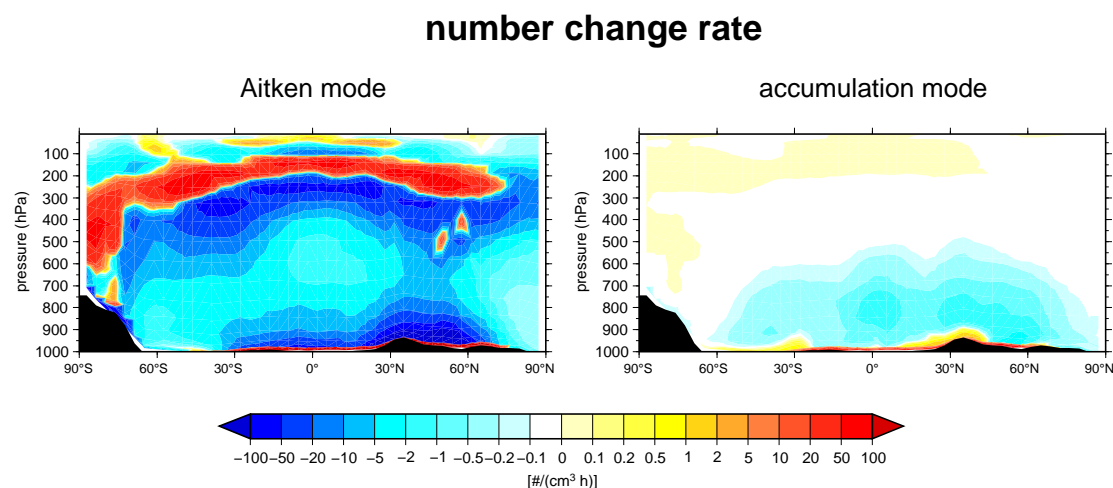 number change rate
Aitken mode
accumulation mode
pressure (hPa)
100
200
300
400
500
600
700
800
900
1000
90°S
60°S
30°S
0°
30°N
60°N
90°N
pressure (hPa)
100
200
300
400
500
600
700
800
900
1000
90°S
60°S
30°S
0°
30°N
60°N
90°N
−100 −50 −20 −10 −5 −2 −1 −0.5 −0.2 −0.1 0 0.1 0.2 0.5 1 2 5 10 20 50 100
[#/(cm³ h)]